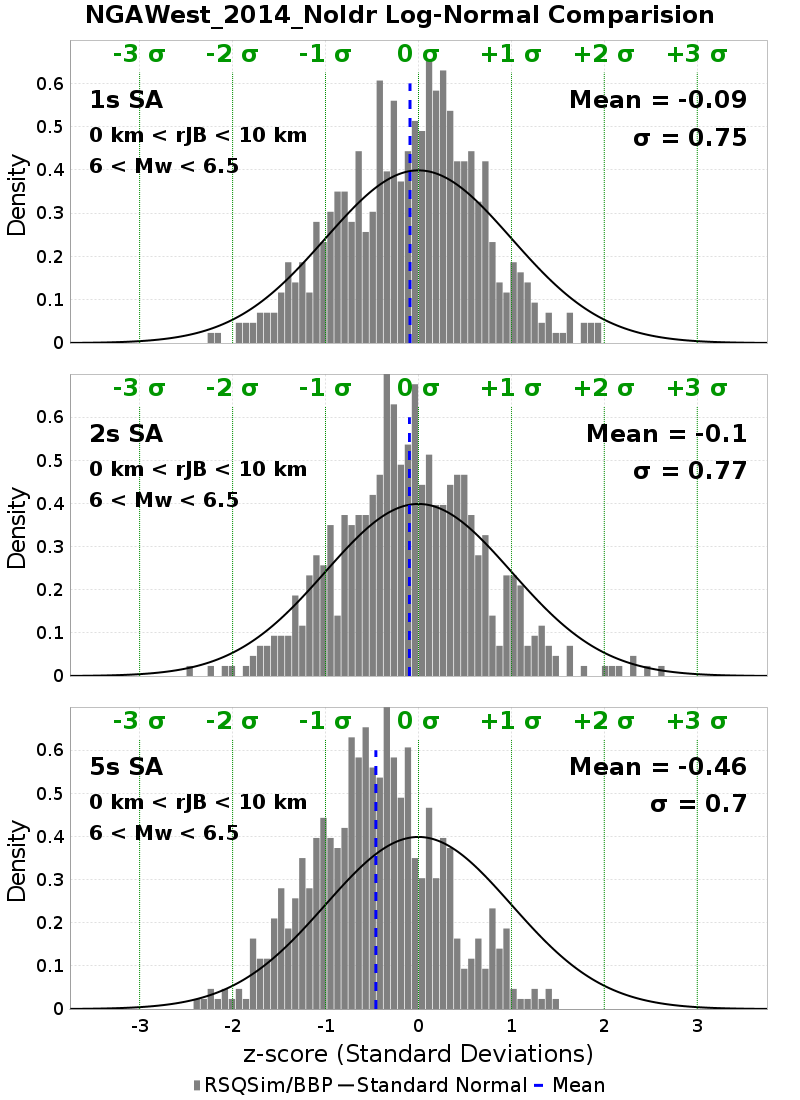 NGAWest_2014_NoIdr Log-Normal Comparision
-3 σ -2 σ -1 σ 0 σ +1 σ +2 σ +3 σ
1s SA
Mean = -0.09
0 km < rJB < 10 km
σ = 0.75
6 < Mw < 6.5
Density
0.6
0.5
0.4
0.3
0.2
0.1
0
-3 σ -2 σ -1 σ 0 σ +1 σ +2 σ +3 σ
2s SA
Mean = -0.1
0 km < rJB < 10 km
σ = 0.77
6 < Mw < 6.5
Density
0.6
0.5
0.4
0.3
0.2
0.1
0
-3 σ -2 σ -1 σ 0 σ +1 σ +2 σ +3 σ
5s SA
Mean = -0.46
0 km < rJB < 10 km
σ = 0.7
6 < Mw < 6.5
Density
0.6
0.5
0.4
0.3
0.2
0.1
0
-3 -2 -1 0 1 2 3
z-score (Standard Deviations)
RSQSim/BBP Standard Normal Mean